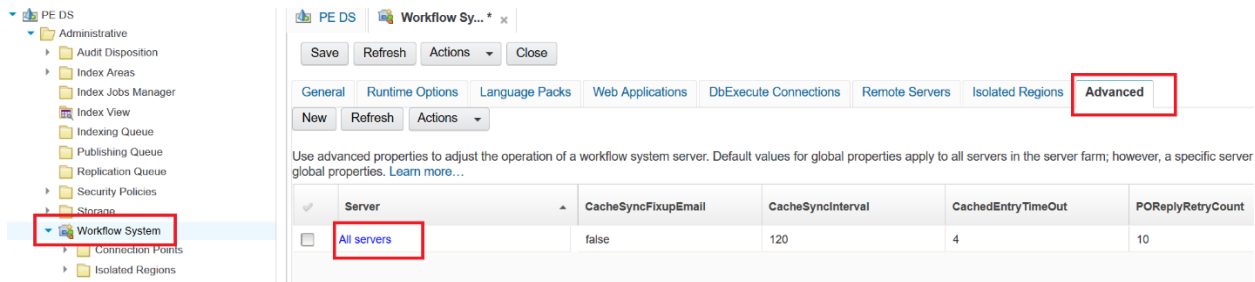 PE DS
Administrative
Audit Disposition
Index Areas
Index Jobs Manager
Index View
Indexing Queue
Publishing Queue
Replication Queue
Security Policies
Storage
Workflow System
Connection Points
Isolated Regions
PE DS Workflow Sy... *
Save Refresh Actions Close
General Runtime Options Language Packs Web Applications DbExecute Connections Remote Servers Isolated Regions Advanced
New Refresh Actions
Use advanced properties to adjust the operation of a workflow system server. Default values for global properties apply to all servers in the server farm; however, a specific server
global properties. Learn more...
Server CacheSyncFixupEmail CacheSyncInterval CachedEntryTimeOut POReplyRetryCount
All servers false 120 4 10